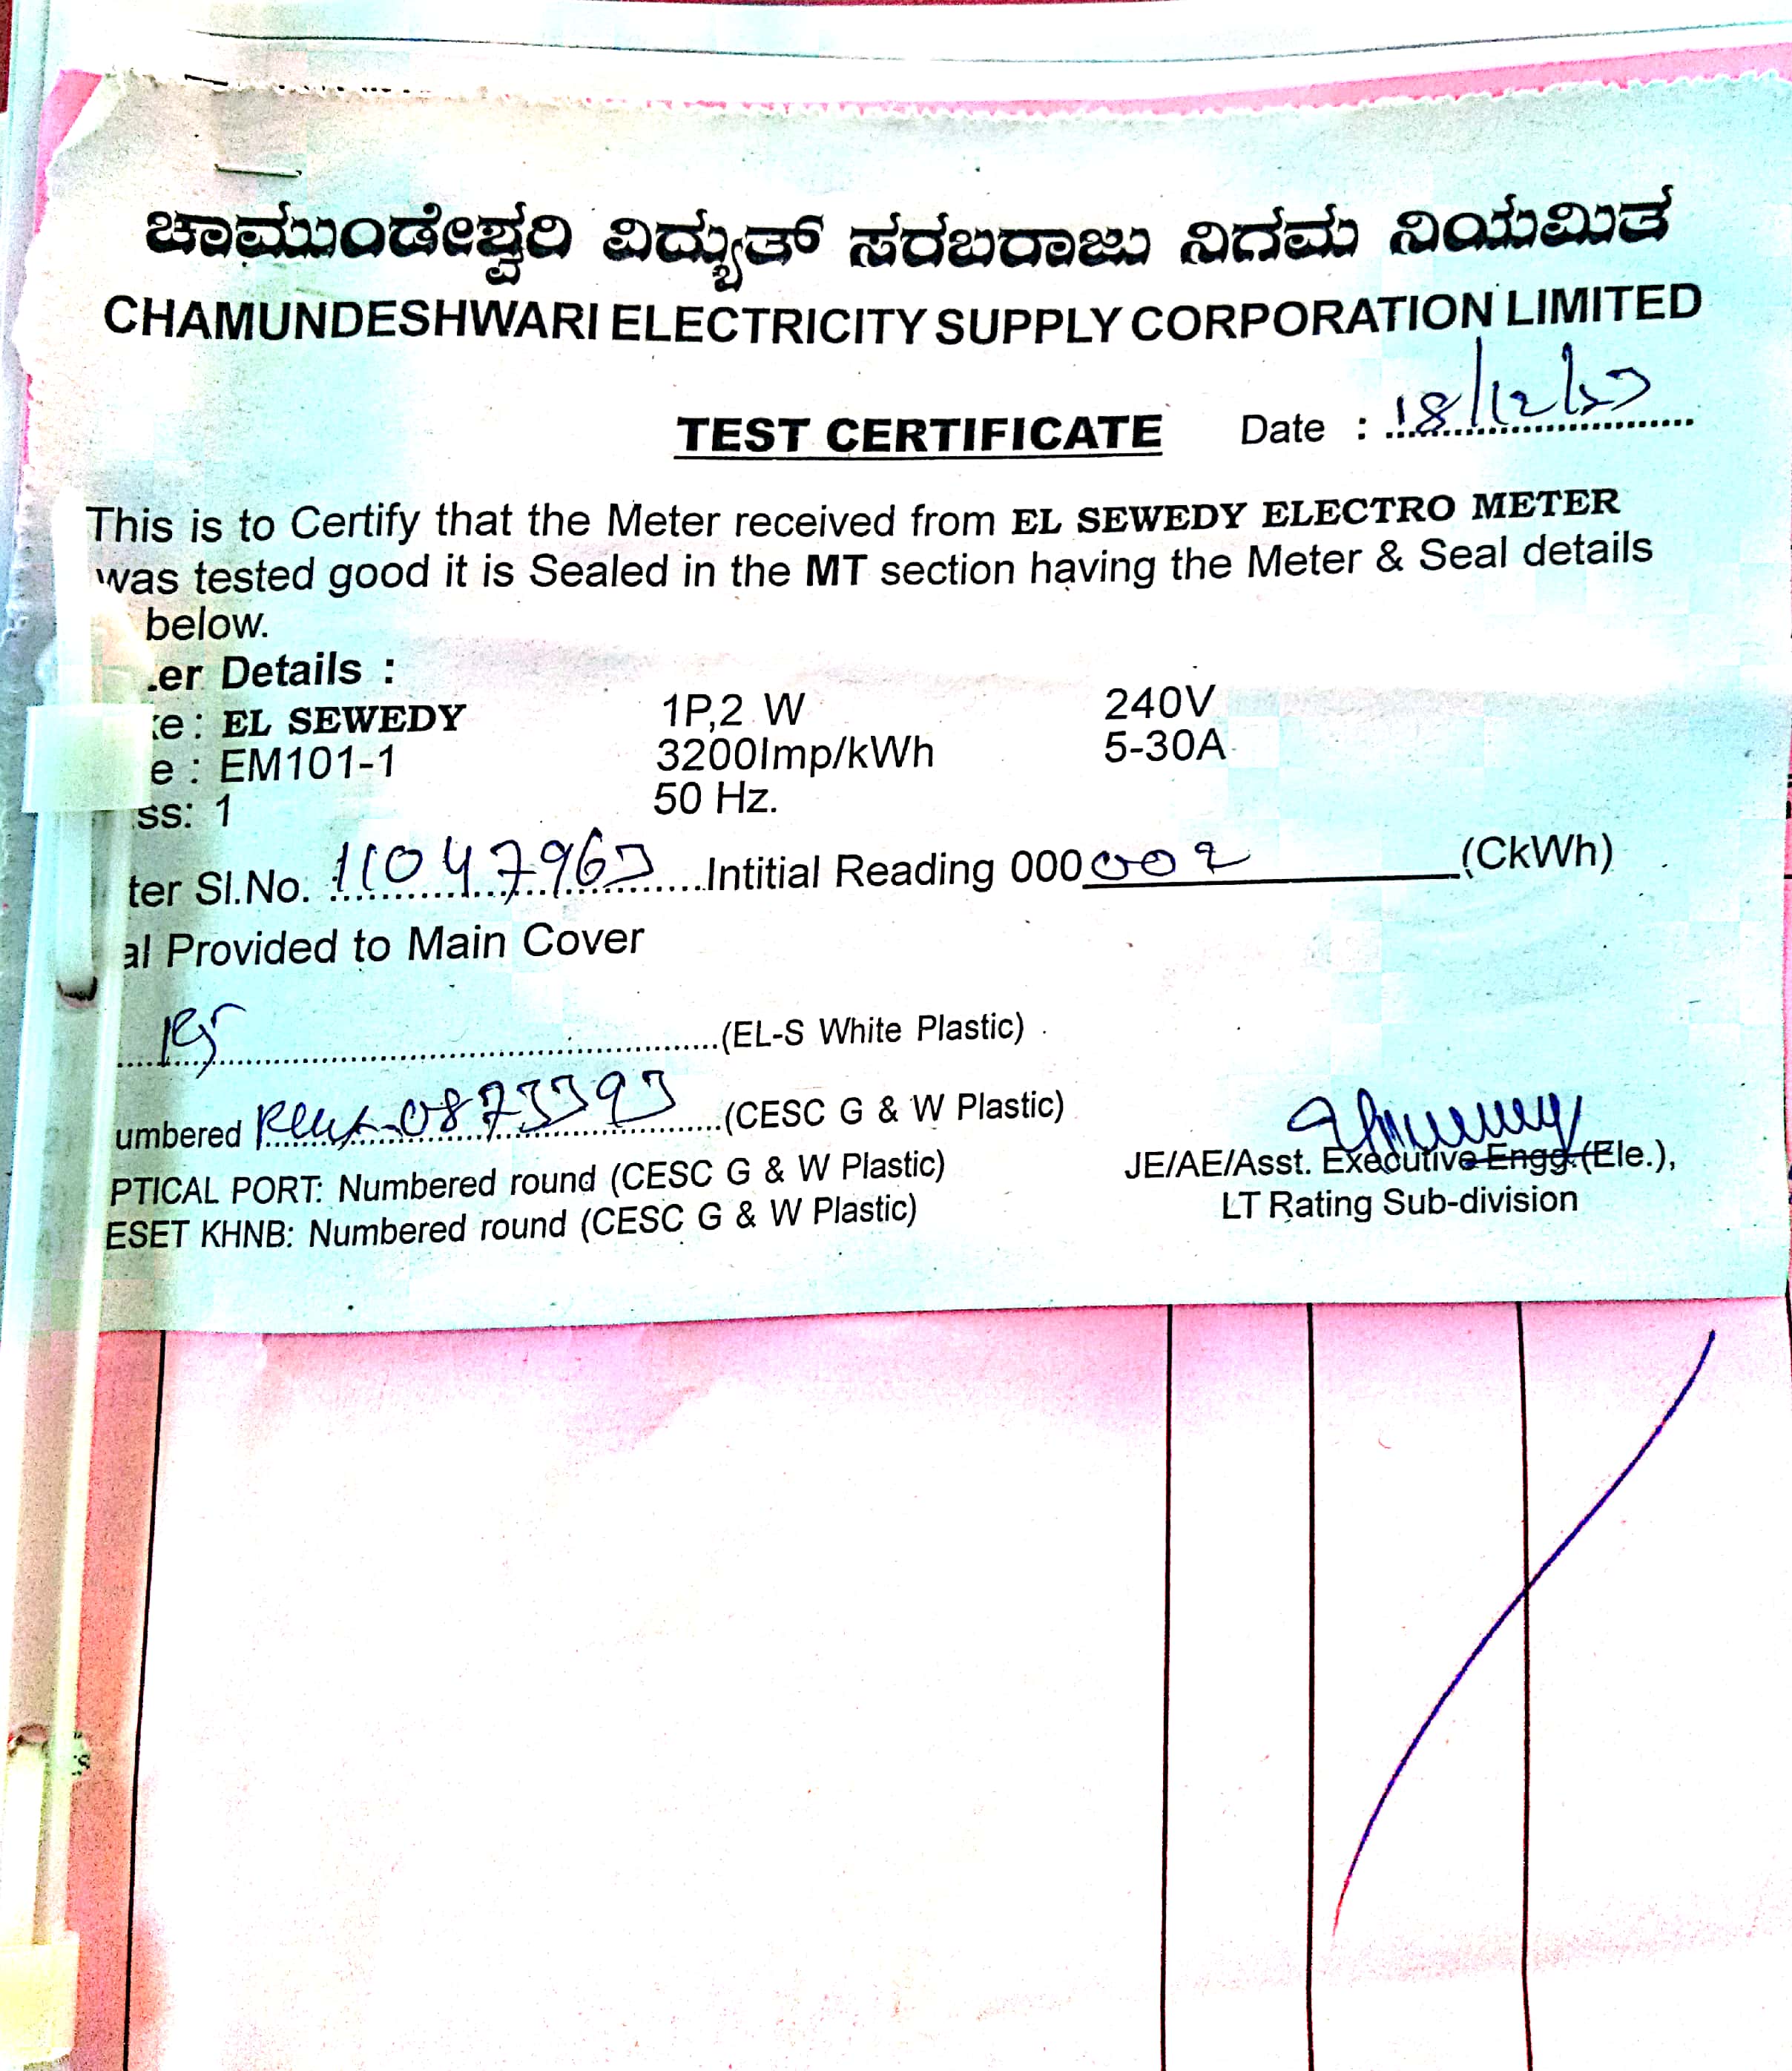 ಚಾಮುಂಡೇಶ್ವರಿ ವಿದ್ಯುತ್ ಸರಬರಾಜು ನಿಗಮ ನಿಯಮಿತ
CHAMUNDESHWARI ELECTRICITY SUPPLY CORPORATION LIMITED
TEST CERTIFICATE Date :
This is to Certify that the Meter received from EL SEWEDY ELECTRO METER
was tested good it is Sealed in the MT section having the Meter & Seal details
below.
er Details :
e: EL SEWEDY 1P,2 W 240V
e : EM101-1 3200Imp/kWh 5-30A
ss: 1 50 Hz.
ter Sl.No. 11047963 Intitial Reading 000002 (CkWh)
al Provided to Main Cover
(EL-S White Plastic)
umbered 0873393 (CESC G & W Plastic)
PTICAL PORT: Numbered round (CESC G & W Plastic)
ESET KHNB: Numbered round (CESC G & W Plastic)
JE/AE/Asst. Executive Engg.(Ele.),
LT Rating Sub-division